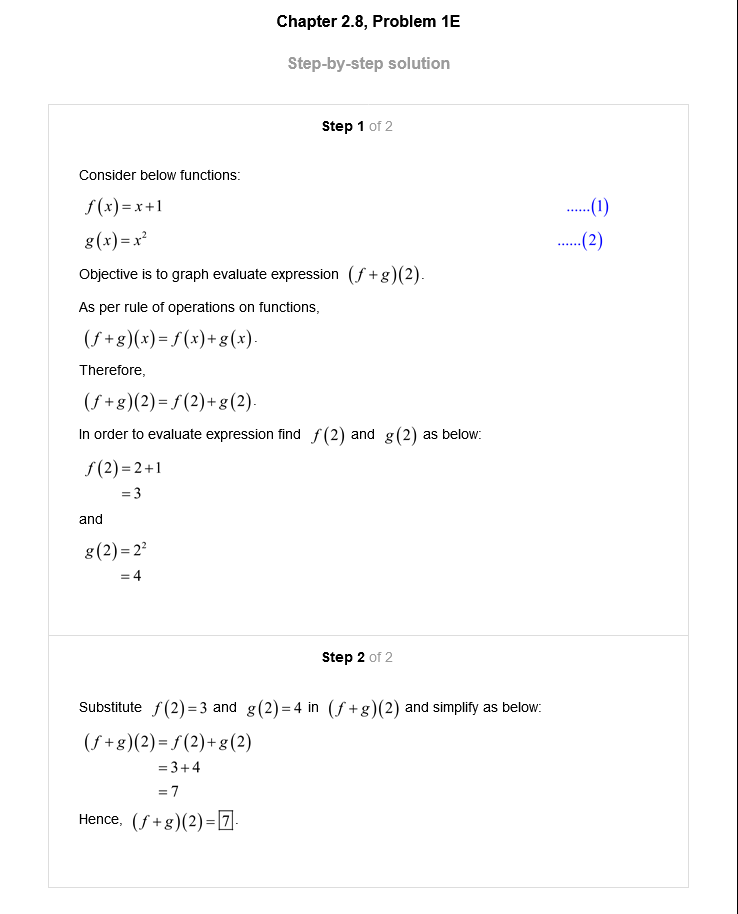 Chapter 2.8, Problem 1E
Step-by-step solution
Step 1 of 2
Consider below functions:
f(x)=x+1 ......(1)
g(x)=x² ......(2)
Objective is to graph evaluate expression (f+g)(2).
As per rule of operations on functions,
(f+g)(x)=f(x)+g(x).
Therefore,
(f+g)(2)=f(2)+g(2).
In order to evaluate expression find f(2) and g(2) as below:
f(2)=2+1
=3
and
g(2)=2²
=4
Step 2 of 2
Substitute f(2)=3 and g(2)=4 in (f+g)(2) and simplify as below:
(f+g)(2)=f(2)+g(2)
=3+4
=7
Hence, (f+g)(2)=7.